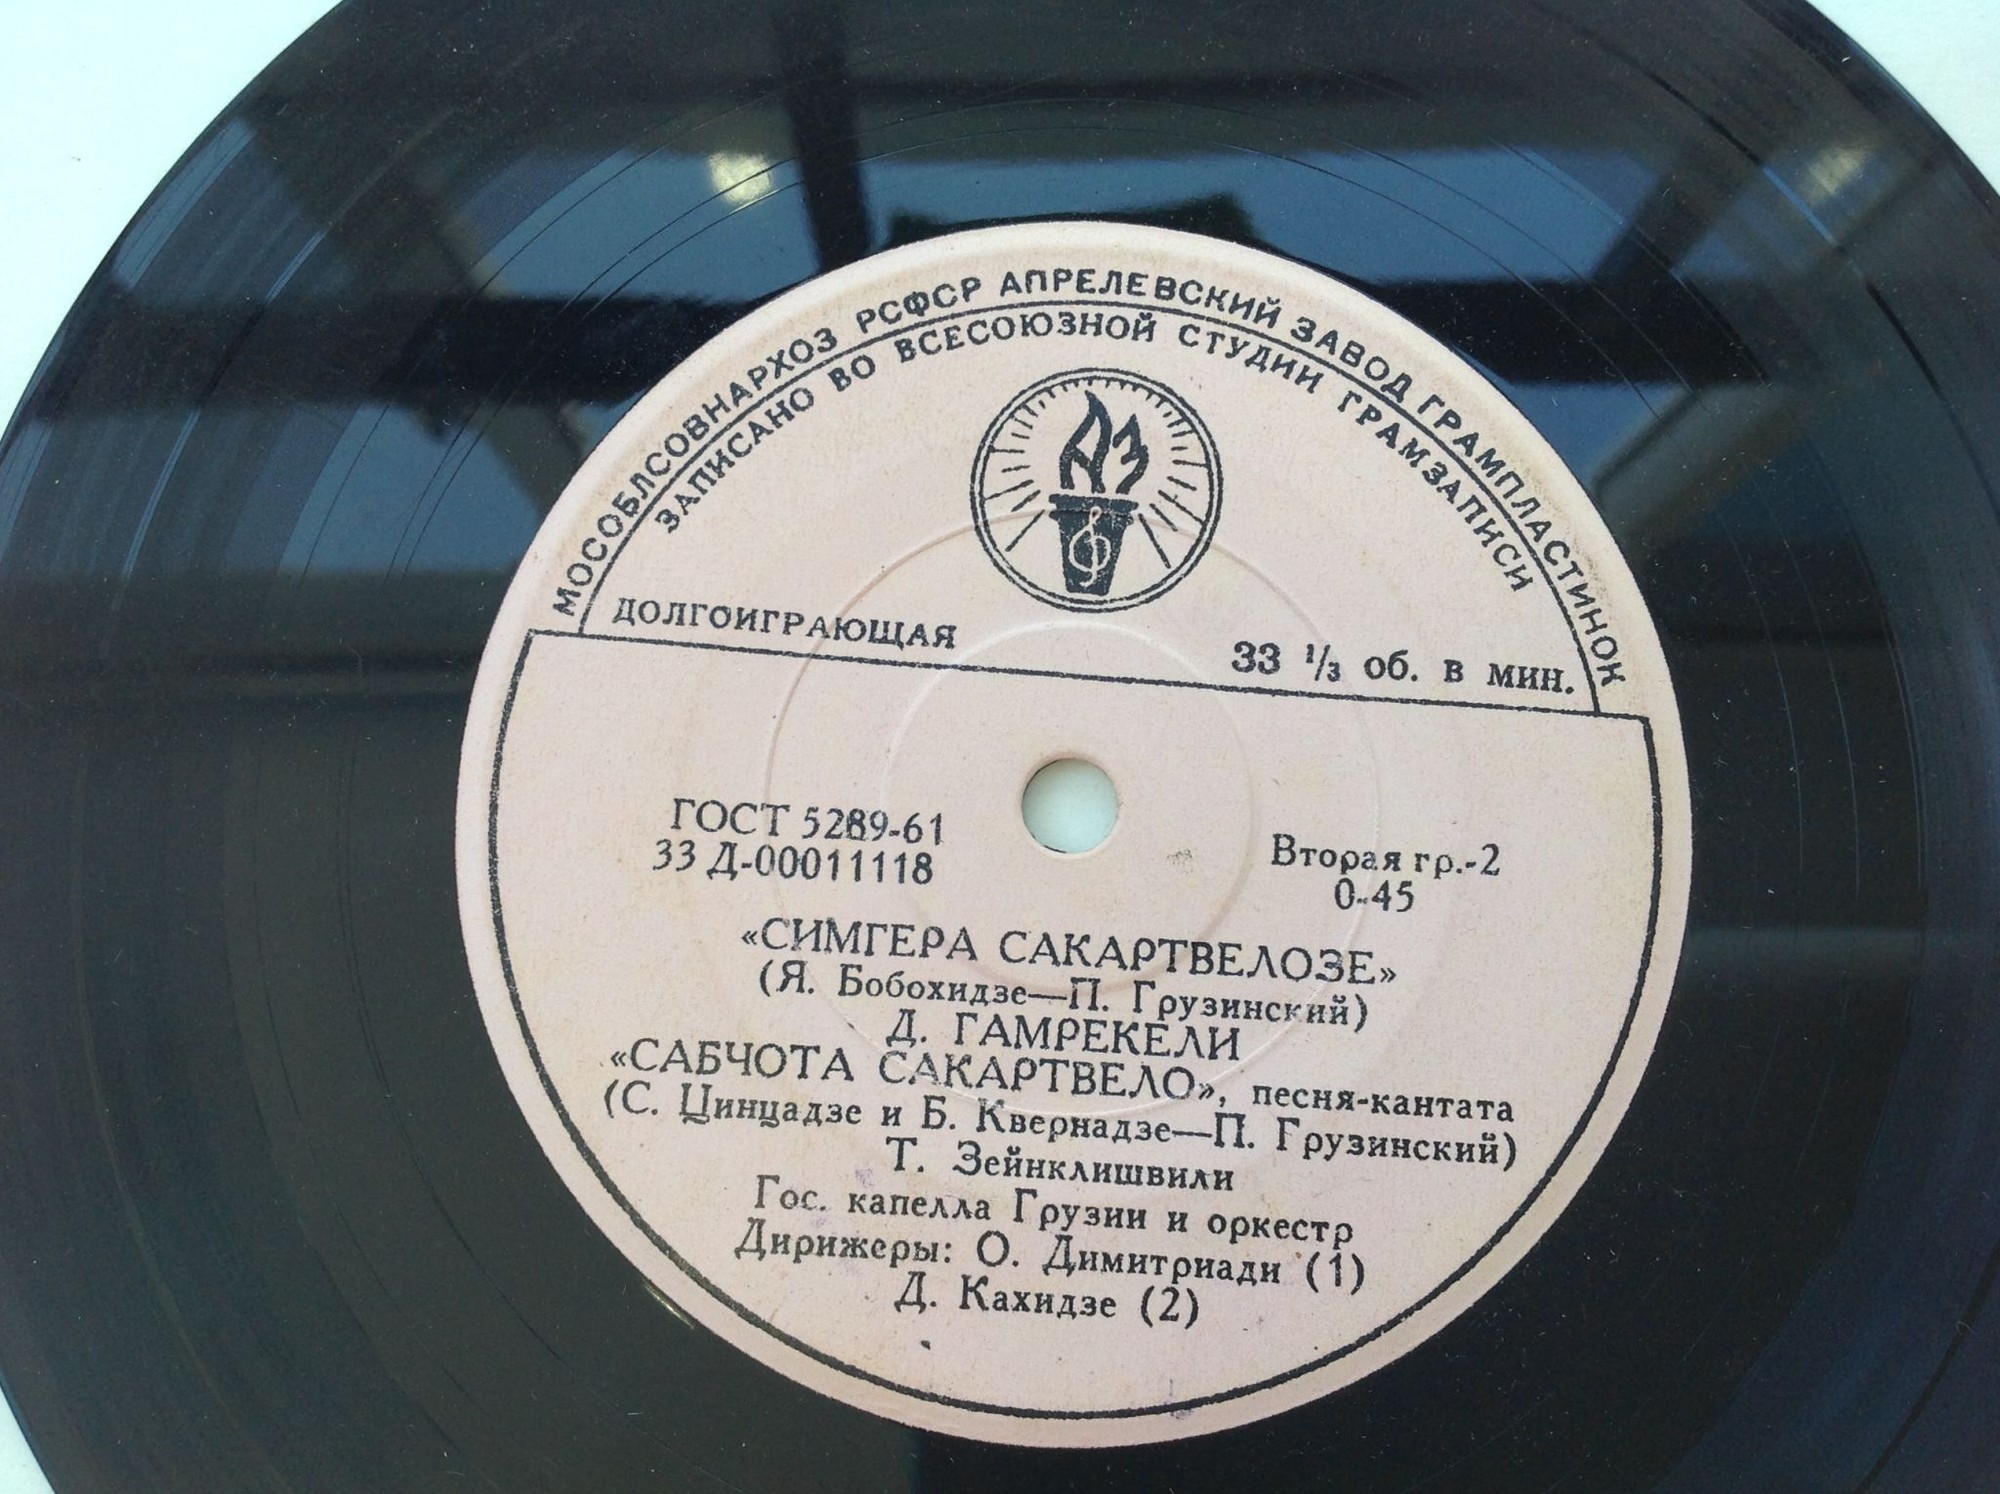 МОСОБЛСОВНАРХОЗ РСФСР АПРЕЛЕВСКИЙ ЗАВОД ГРАМПЛАСТИНОК
ЗАПИСАНО ВО ВСЕСОЮЗНОЙ СТУДИИ ГРАМЗАПИСИ
АЗ
ДОЛГОИГРАЮЩАЯ 33 1/3 об. в мин.
ГОСТ 5289-61
33 Д-00011118
Вторая гр.-2
0-45
«СИМГЕРА САКАРТВЕЛОЗЕ»
(Я. Бобохидзе—П. Грузинский)
Д. ГАМРЕКЕЛИ
«САБЧОТА САКАРТВЕЛО», песня-кантата
(С. Цинцадзе и Б. Квернадзе—П. Грузинский)
Т. Зейнклишвили
Гос. капелла Грузии и оркестр
Дирижеры: О. Димитриади (1)
Д. Кахидзе (2)